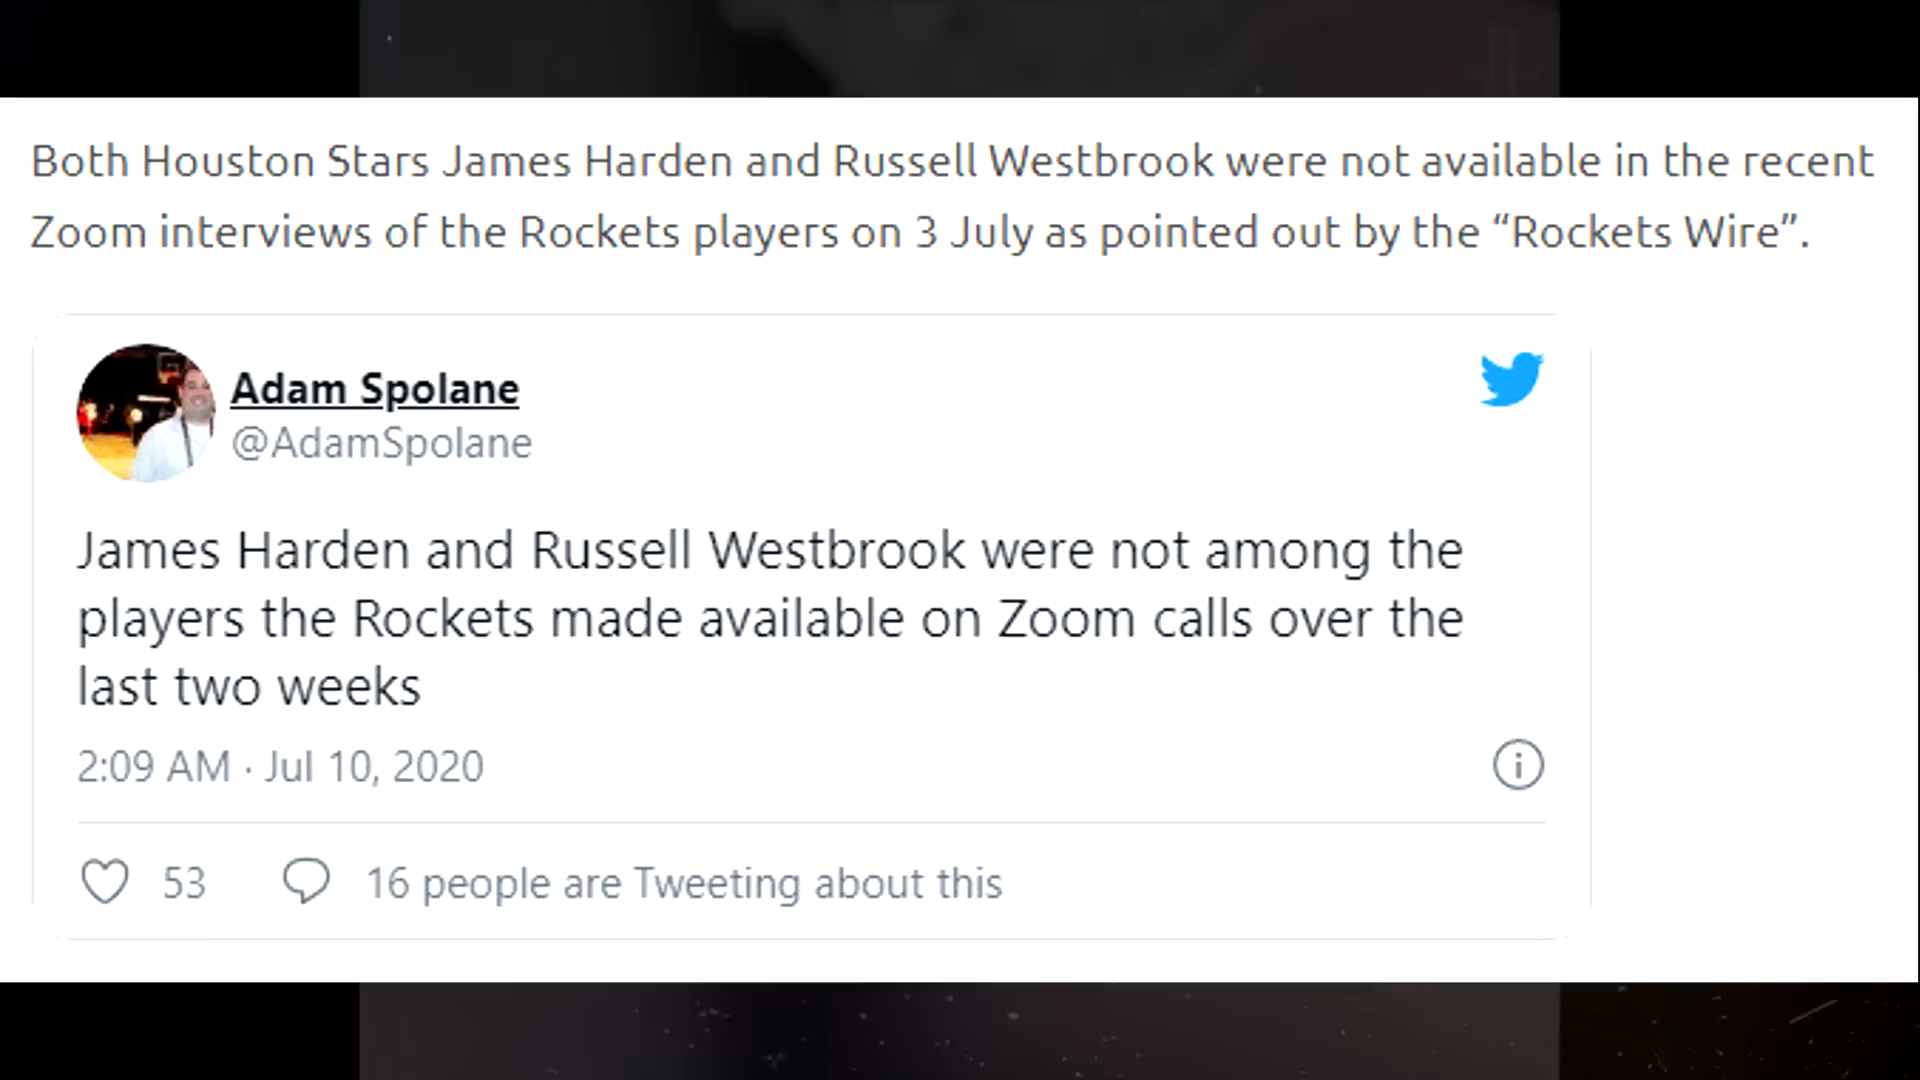 Both Houston Stars James Harden and Russell Westbrook were not available in the recent
Zoom interviews of the Rockets players on 3 July as pointed out by the “Rockets Wire”.
Adam Spolane
@AdamSpolane
James Harden and Russell Westbrook were not among the
players the Rockets made available on Zoom calls over the
last two weeks
2:09 AM · Jul 10, 2020
53 16 people are Tweeting about this